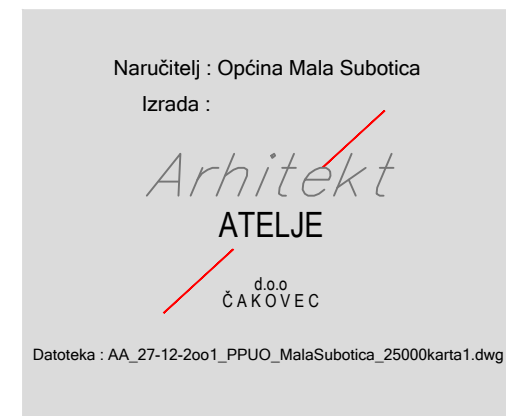 Naručitelj : Općina Mala Subotica
Izrada :
Arhitekt
ATELJE
d.o.o
ČAKOVEC
Datoteka : AA_27-12-2oo1_PPUO_MalaSubotica_25000karta1.dwg